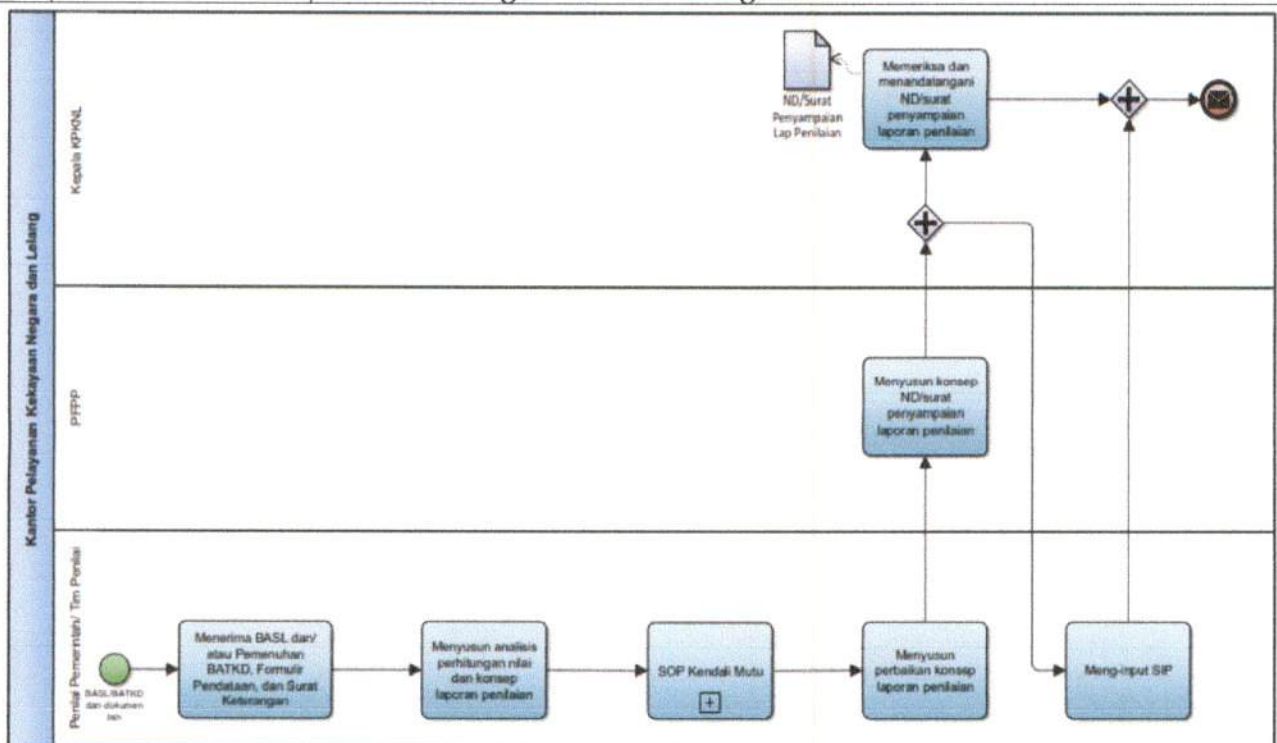 Kantor Pelayanan Kekayaan Negara dan Lelang
Kepala KPKNL
ND/Surat
Penyampaian
Lap Penilaian
Memeriksa dan
menandatangani
ND/surat
penyampaian
laporan penilaian
PFPP
Menyusun konsep
ND/surat
penyampaian
laporan penilaian
Penilai Pemerintah/ Tim Penilai
BASL/BATKD
dan dokumen
lain
Menerima BASL dan/
atau Pemenuhan
BATKD, Formulir
Pendataan, dan Surat
Keterangan
Menyusun analisis
perhitungan nilai
dan konsep
laporan penilaian
SOP Kendali Mutu
Menyusun
perbaikan konsep
laporan penilaian
Meng-input SIP